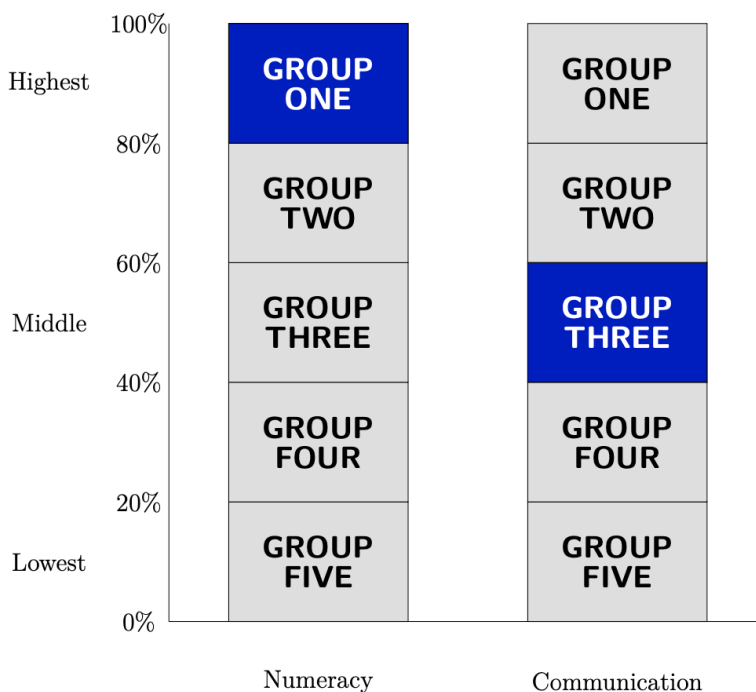 100%
Highest
GROUP
ONE
GROUP
ONE
80%
GROUP
TWO
GROUP
TWO
60%
Middle
GROUP
THREE
GROUP
THREE
40%
GROUP
FOUR
GROUP
FOUR
20%
Lowest
GROUP
FIVE
GROUP
FIVE
0%
Numeracy
Communication